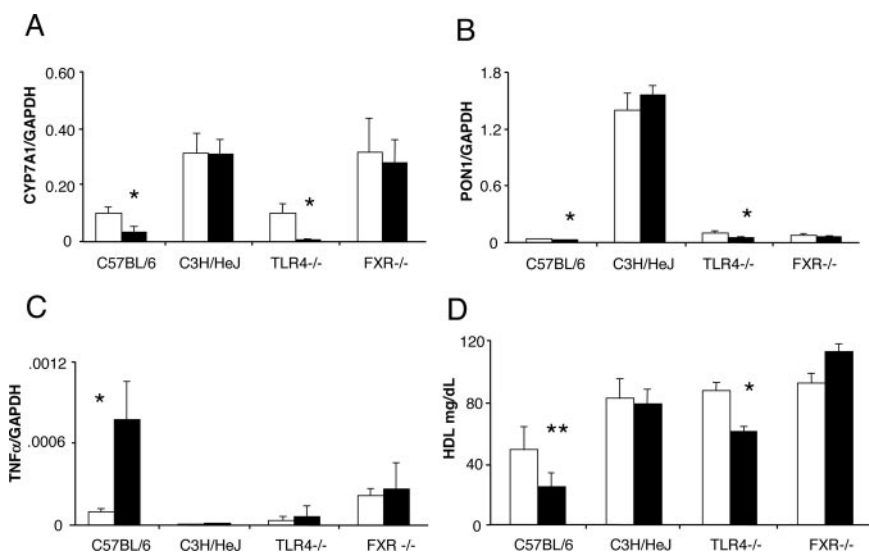 A
CYP7A1/GAPDH
0.60
0.40
0.20
0
*
*
C57BL/6 C3H/HeJ TLR4-/- FXR-/-
B
PON1/GAPDH
1.8
1.2
0.6
0
*
*
C57BL/6 C3H/HeJ TLR4-/- FXR-/-
C
TNFα/GAPDH
.0012
.0006
0
*
C57BL/6 C3H/HeJ TLR4-/- FXR -/-
D
HDL mg/dL
120
80
40
0
**
*
C57BL/6 C3H/HeJ TLR4-/- FXR-/-